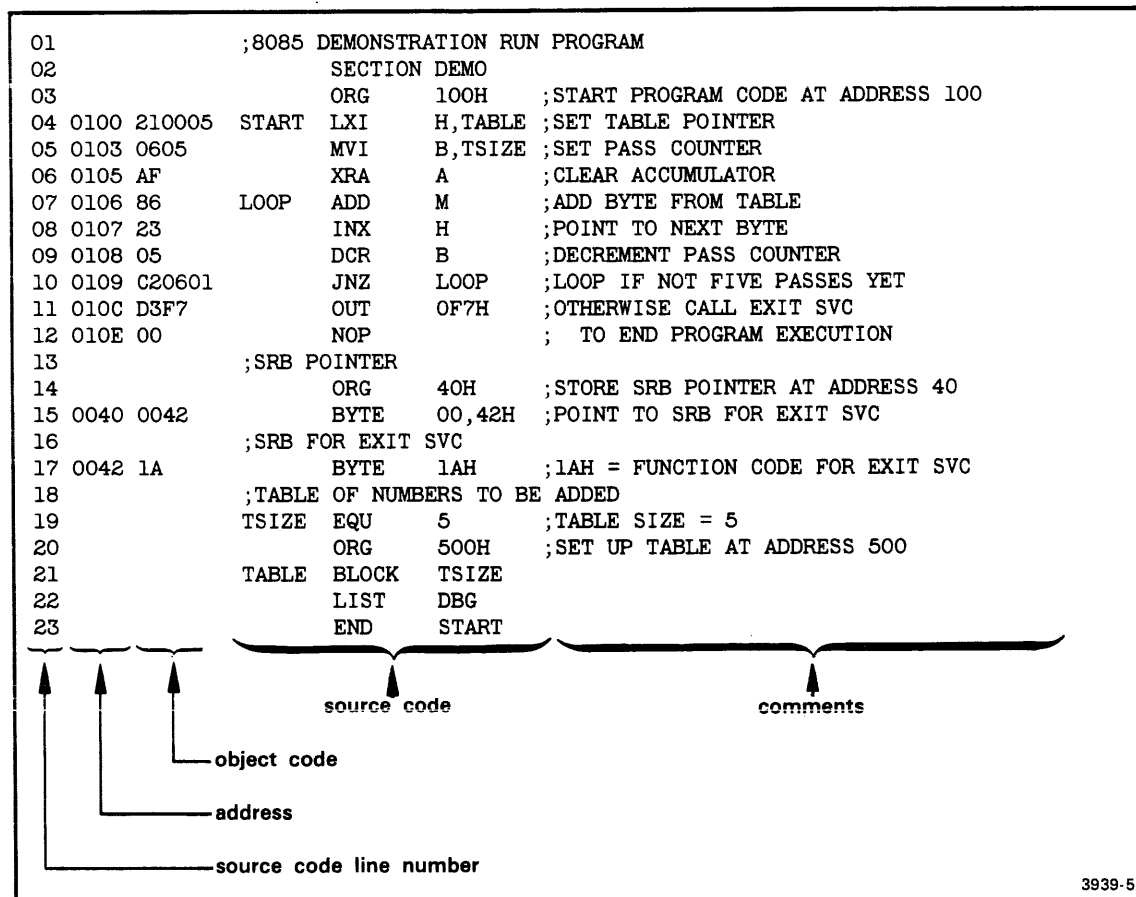 01 ;8085 DEMONSTRATION RUN PROGRAM
02 SECTION DEMO
03 ORG 100H ;START PROGRAM CODE AT ADDRESS 100
04 0100 210005 START LXI H,TABLE ;SET TABLE POINTER
05 0103 0605 MVI B,TSIZE ;SET PASS COUNTER
06 0105 AF XRA A ;CLEAR ACCUMULATOR
07 0106 86 LOOP ADD M ;ADD BYTE FROM TABLE
08 0107 23 INX H ;POINT TO NEXT BYTE
09 0108 05 DCR B ;DECREMENT PASS COUNTER
10 0109 C20601 JNZ LOOP ;LOOP IF NOT FIVE PASSES YET
11 010C D3F7 OUT 0F7H ;OTHERWISE CALL EXIT SVC
12 010E 00 NOP ; TO END PROGRAM EXECUTION
13 ;SRB POINTER
14 ORG 40H ;STORE SRB POINTER AT ADDRESS 40
15 0040 0042 BYTE 00,42H ;POINT TO SRB FOR EXIT SVC
16 ;SRB FOR EXIT SVC
17 0042 1A BYTE 1AH ;1AH = FUNCTION CODE FOR EXIT SVC
18 ;TABLE OF NUMBERS TO BE ADDED
19 TSIZE EQU 5 ;TABLE SIZE = 5
20 ORG 500H ;SET UP TABLE AT ADDRESS 500
21 TABLE BLOCK TSIZE
22 LIST DBG
23 END START
source code comments
object code
address
source code line number
3939-5